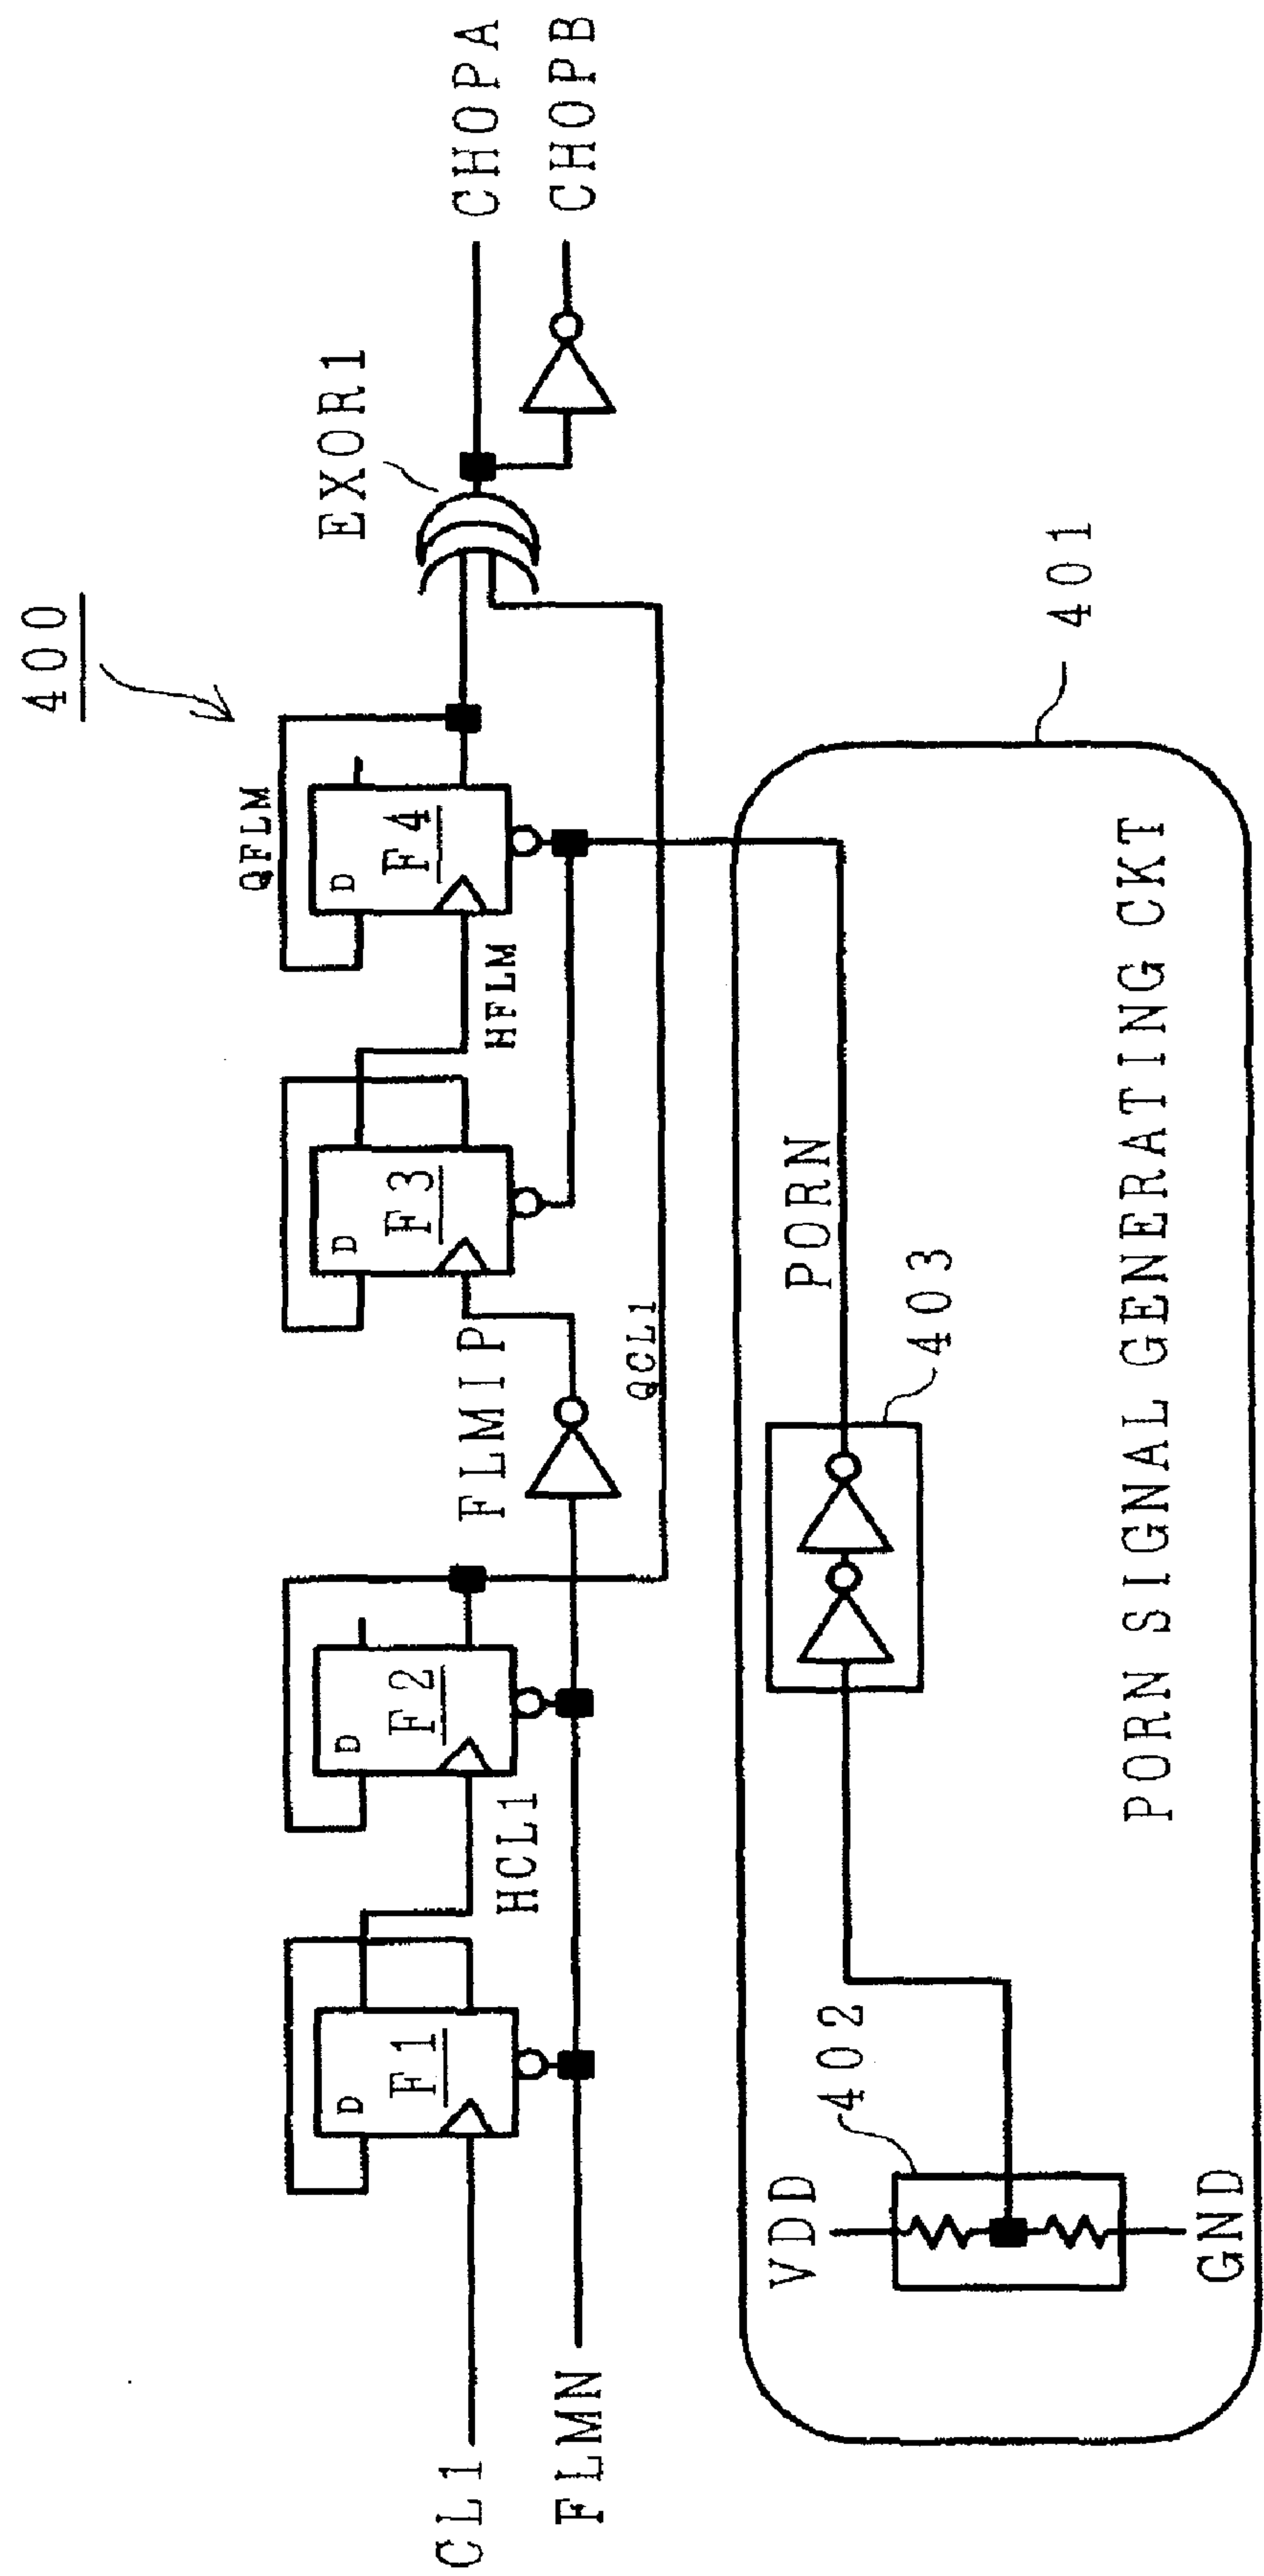 400
EXOR1
CHOPA
CHOPB
QFLM
D
F4
HFLM
D
F3
FLMIP
QCL1
D
F2
HCL1
D
F1
CL1
FLMN
401
PORN
403
402
VDD
GND
PORN SIGNAL GENERATING CKT